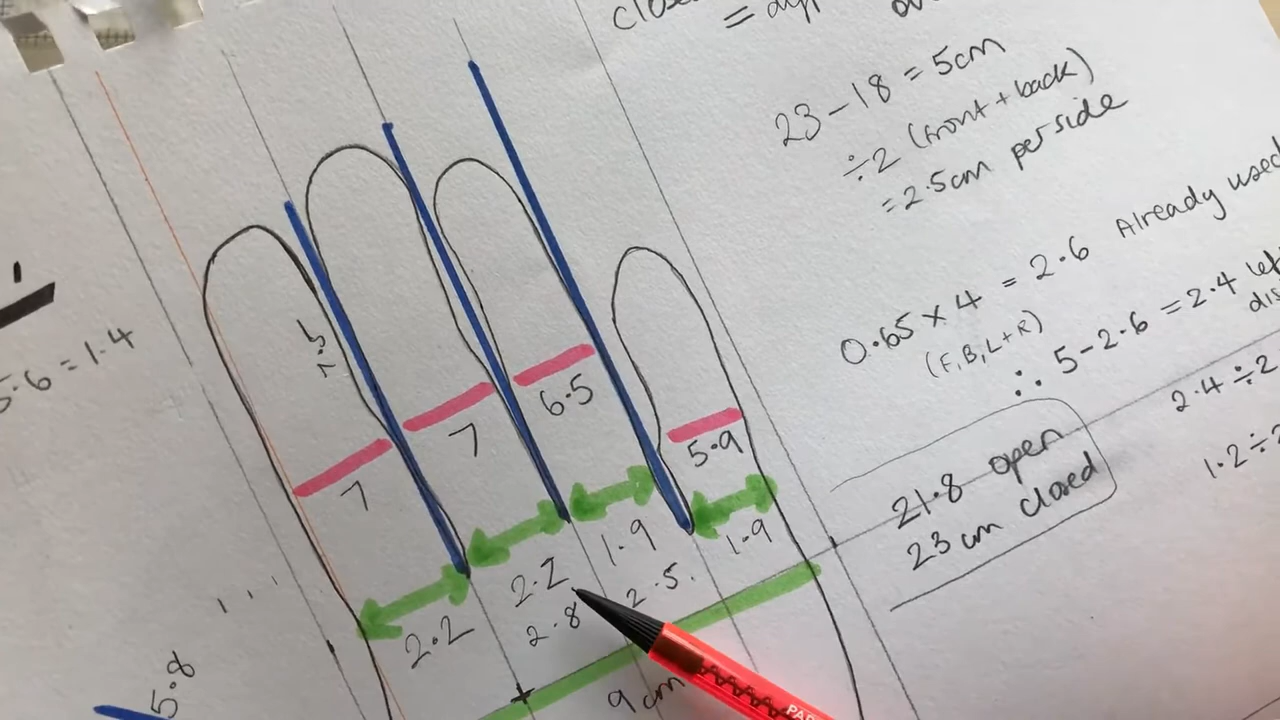 23-18 = 5cm
÷2 (front + back)
= 2.5cm per side
0.65 x 4 = 2.6 Already used
(F,B,L+R)
∴ 5-2.6 = 2.4 left
2.4 ÷2
1.2 ÷2
21.8 open
23 cm closed
5.6 = 1.4
7.5
7
7
6.5
5.9
2.2
2.2
1.9
1.9
2.8
2.5.
9cm
5.8